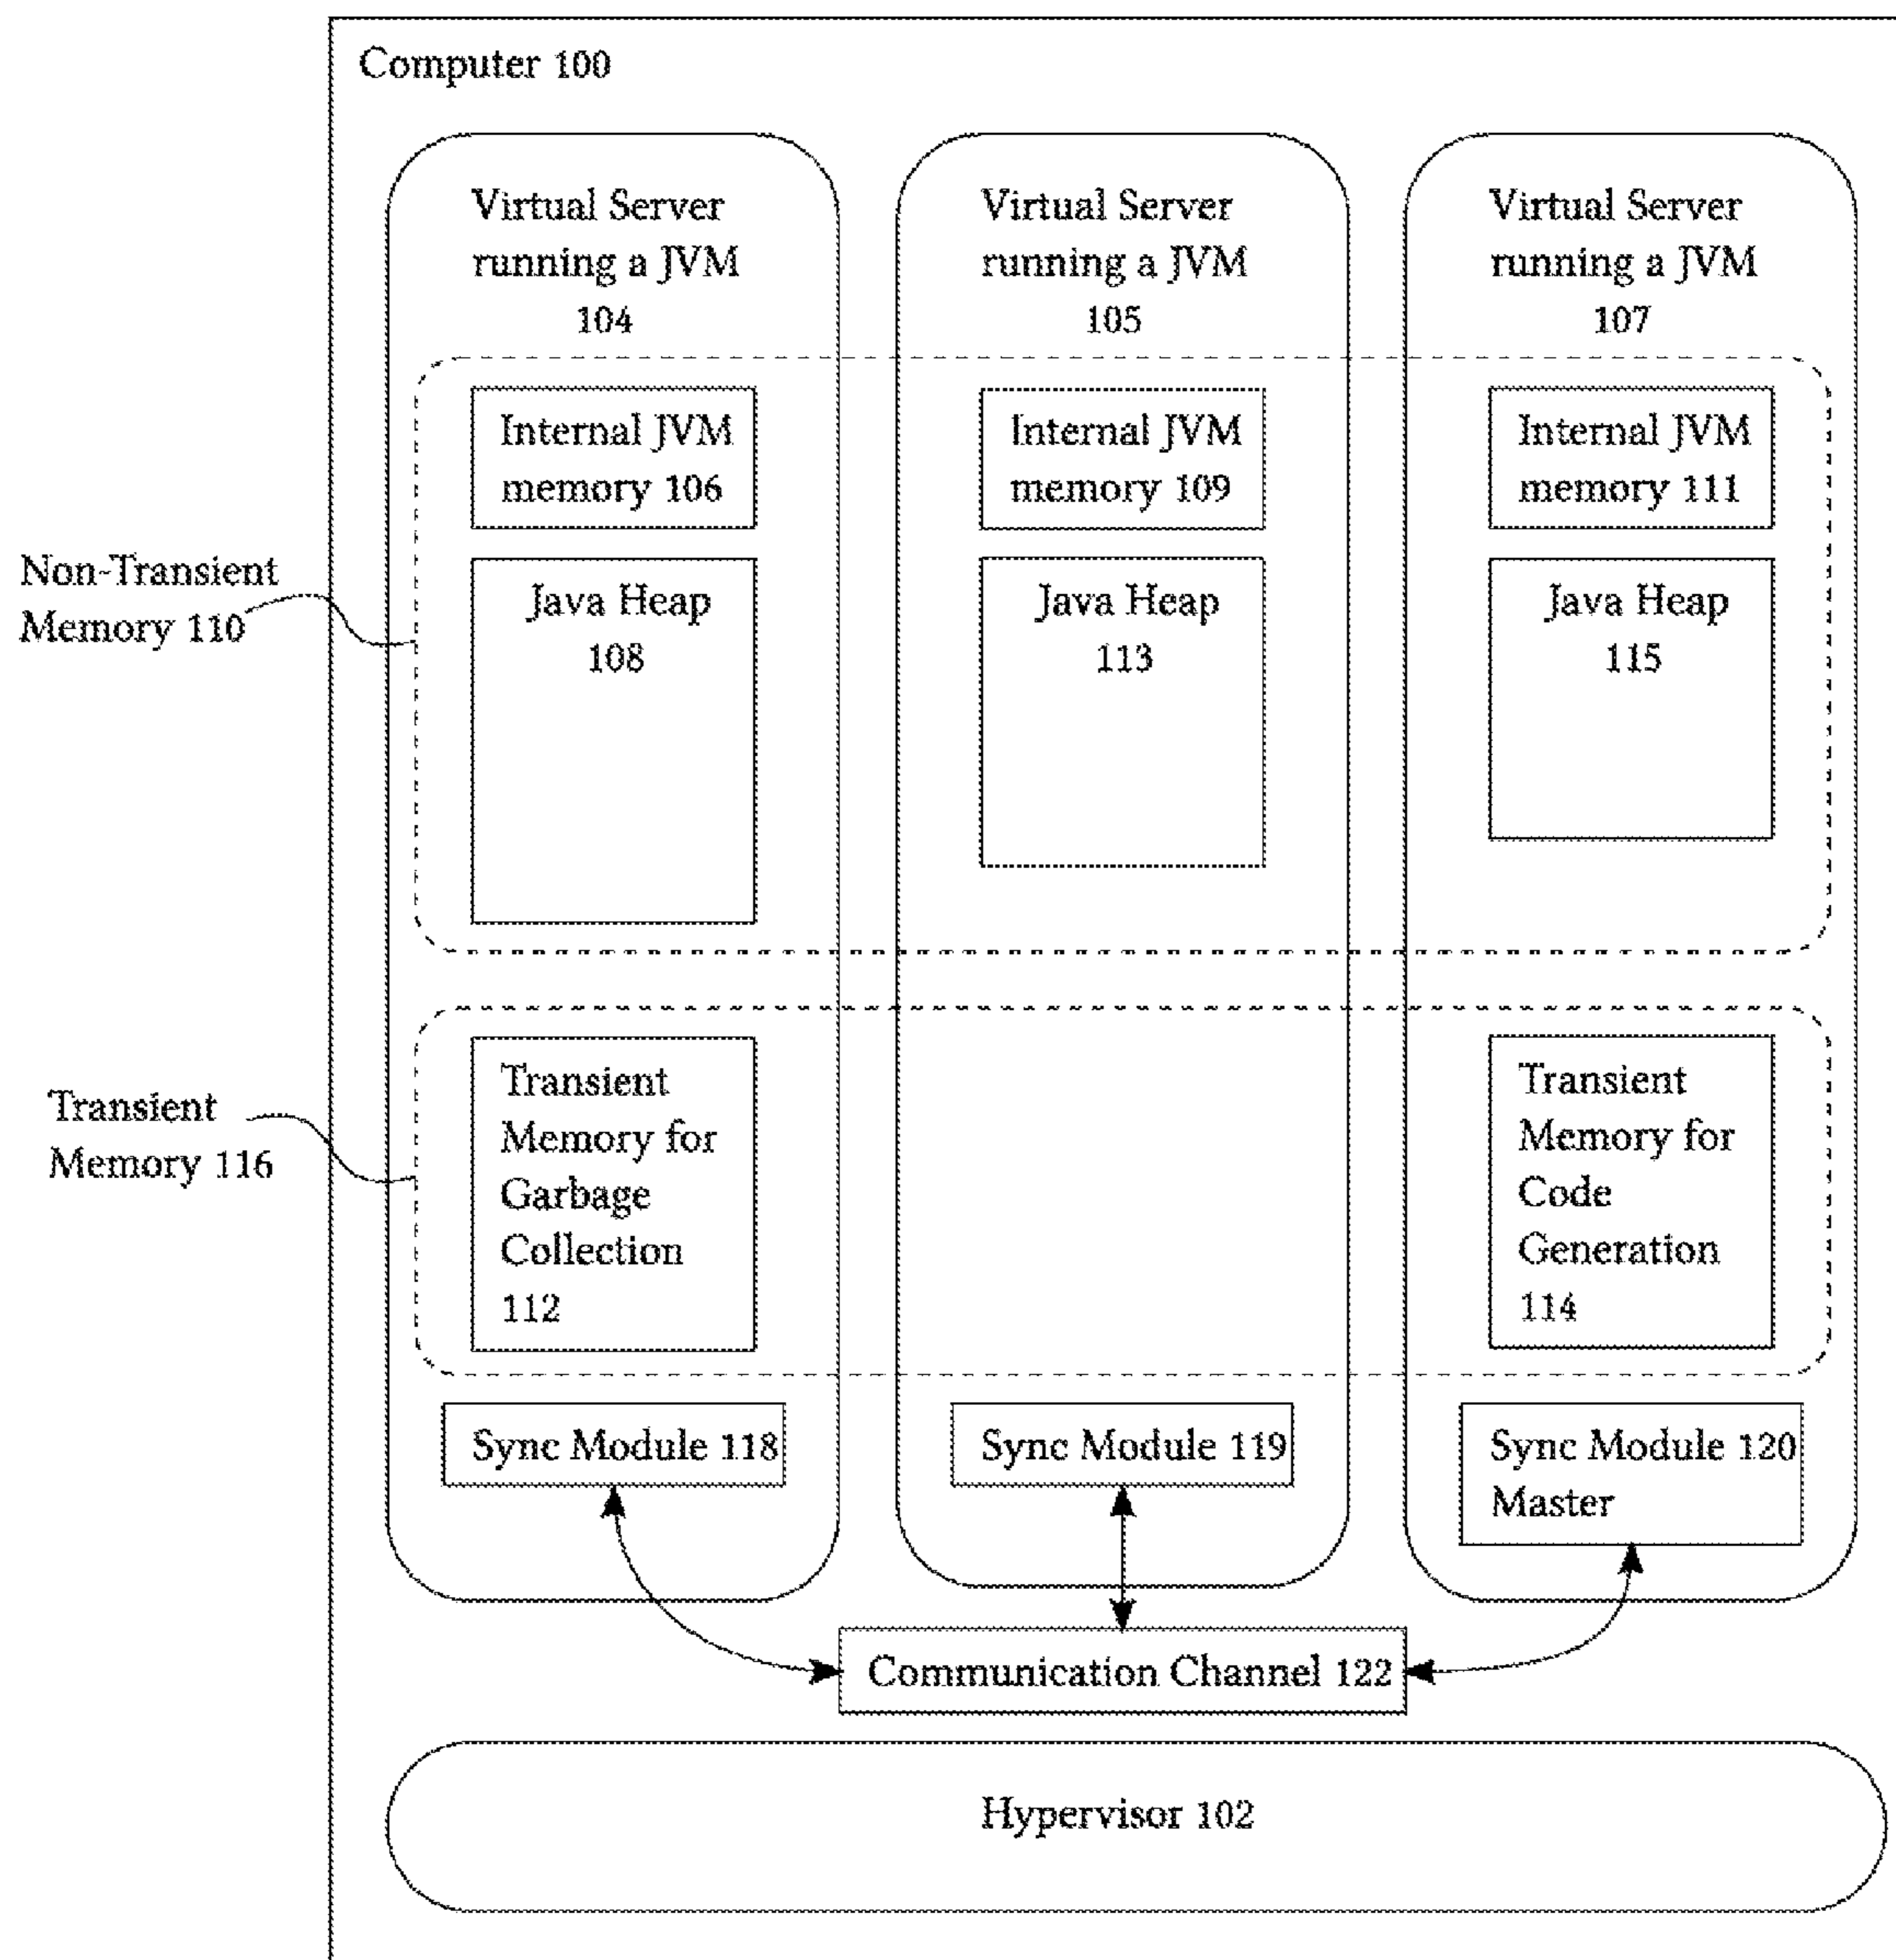 Computer 100
Virtual Server
running a JVM
104
Virtual Server
running a JVM
105
Virtual Server
running a JVM
107
Internal JVM
memory 106
Internal JVM
memory 109
Internal JVM
memory 111
Non-Transient
Memory 110
Java Heap
108
Java Heap
113
Java Heap
115
Transient
Memory 116
Transient
Memory for
Garbage
Collection
112
Transient
Memory for
Code
Generation
114
Sync Module 118
Sync Module 119
Sync Module 120
Master
Communication Channel 122
Hypervisor 102